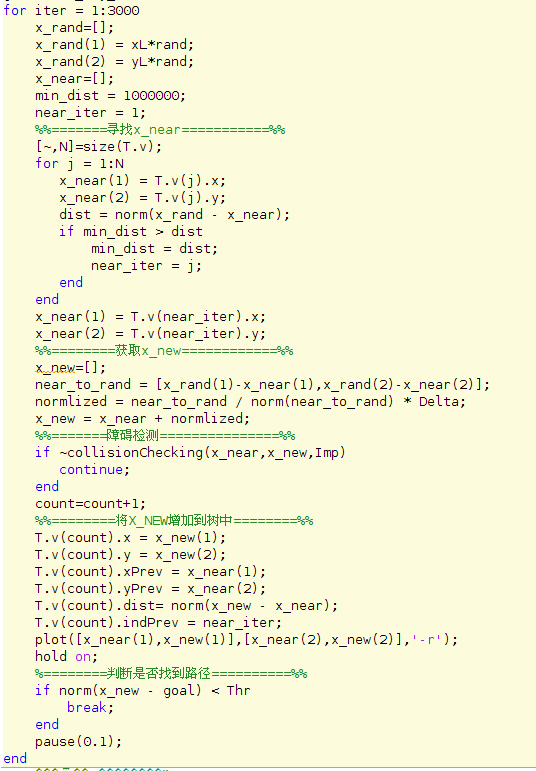 for iter = 1:3000
    x_rand=[];
    x_rand(1) = xL*rand;
    x_rand(2) = yL*rand;
    x_near=[];
    min_dist = 1000000;
    near_iter = 1;
    %%=======寻找x_near===========%%
    [~,N]=size(T.v);
    for j = 1:N
       x_near(1) = T.v(j).x;
       x_near(2) = T.v(j).y;
       dist = norm(x_rand - x_near);
       if min_dist > dist
           min_dist = dist;
           near_iter = j;
       end
    end
    x_near(1) = T.v(near_iter).x;
    x_near(2) = T.v(near_iter).y;
    %%========获取x_new============%%
    x_new=[];
    near_to_rand = [x_rand(1)-x_near(1),x_rand(2)-x_near(2)];
    normlized = near_to_rand / norm(near_to_rand) * Delta;
    x_new = x_near + normlized;
    %%=======障碍检测===============%%
    if ~collisionChecking(x_near,x_new,Imp)
       continue;
    end
    count=count+1;
    %%========将X_NEW增加到树中========%%
    T.v(count).x = x_new(1);
    T.v(count).y = x_new(2);
    T.v(count).xPrev = x_near(1);
    T.v(count).yPrev = x_near(2);
    T.v(count).dist= norm(x_new - x_near);
    T.v(count).indPrev = near_iter;
    plot([x_near(1),x_new(1)],[x_near(2),x_new(2)],'-r');
    hold on;
    %========判断是否找到路径==========%%
    if norm(x_new - goal) < Thr
        break;
    end
    pause(0.1);
end